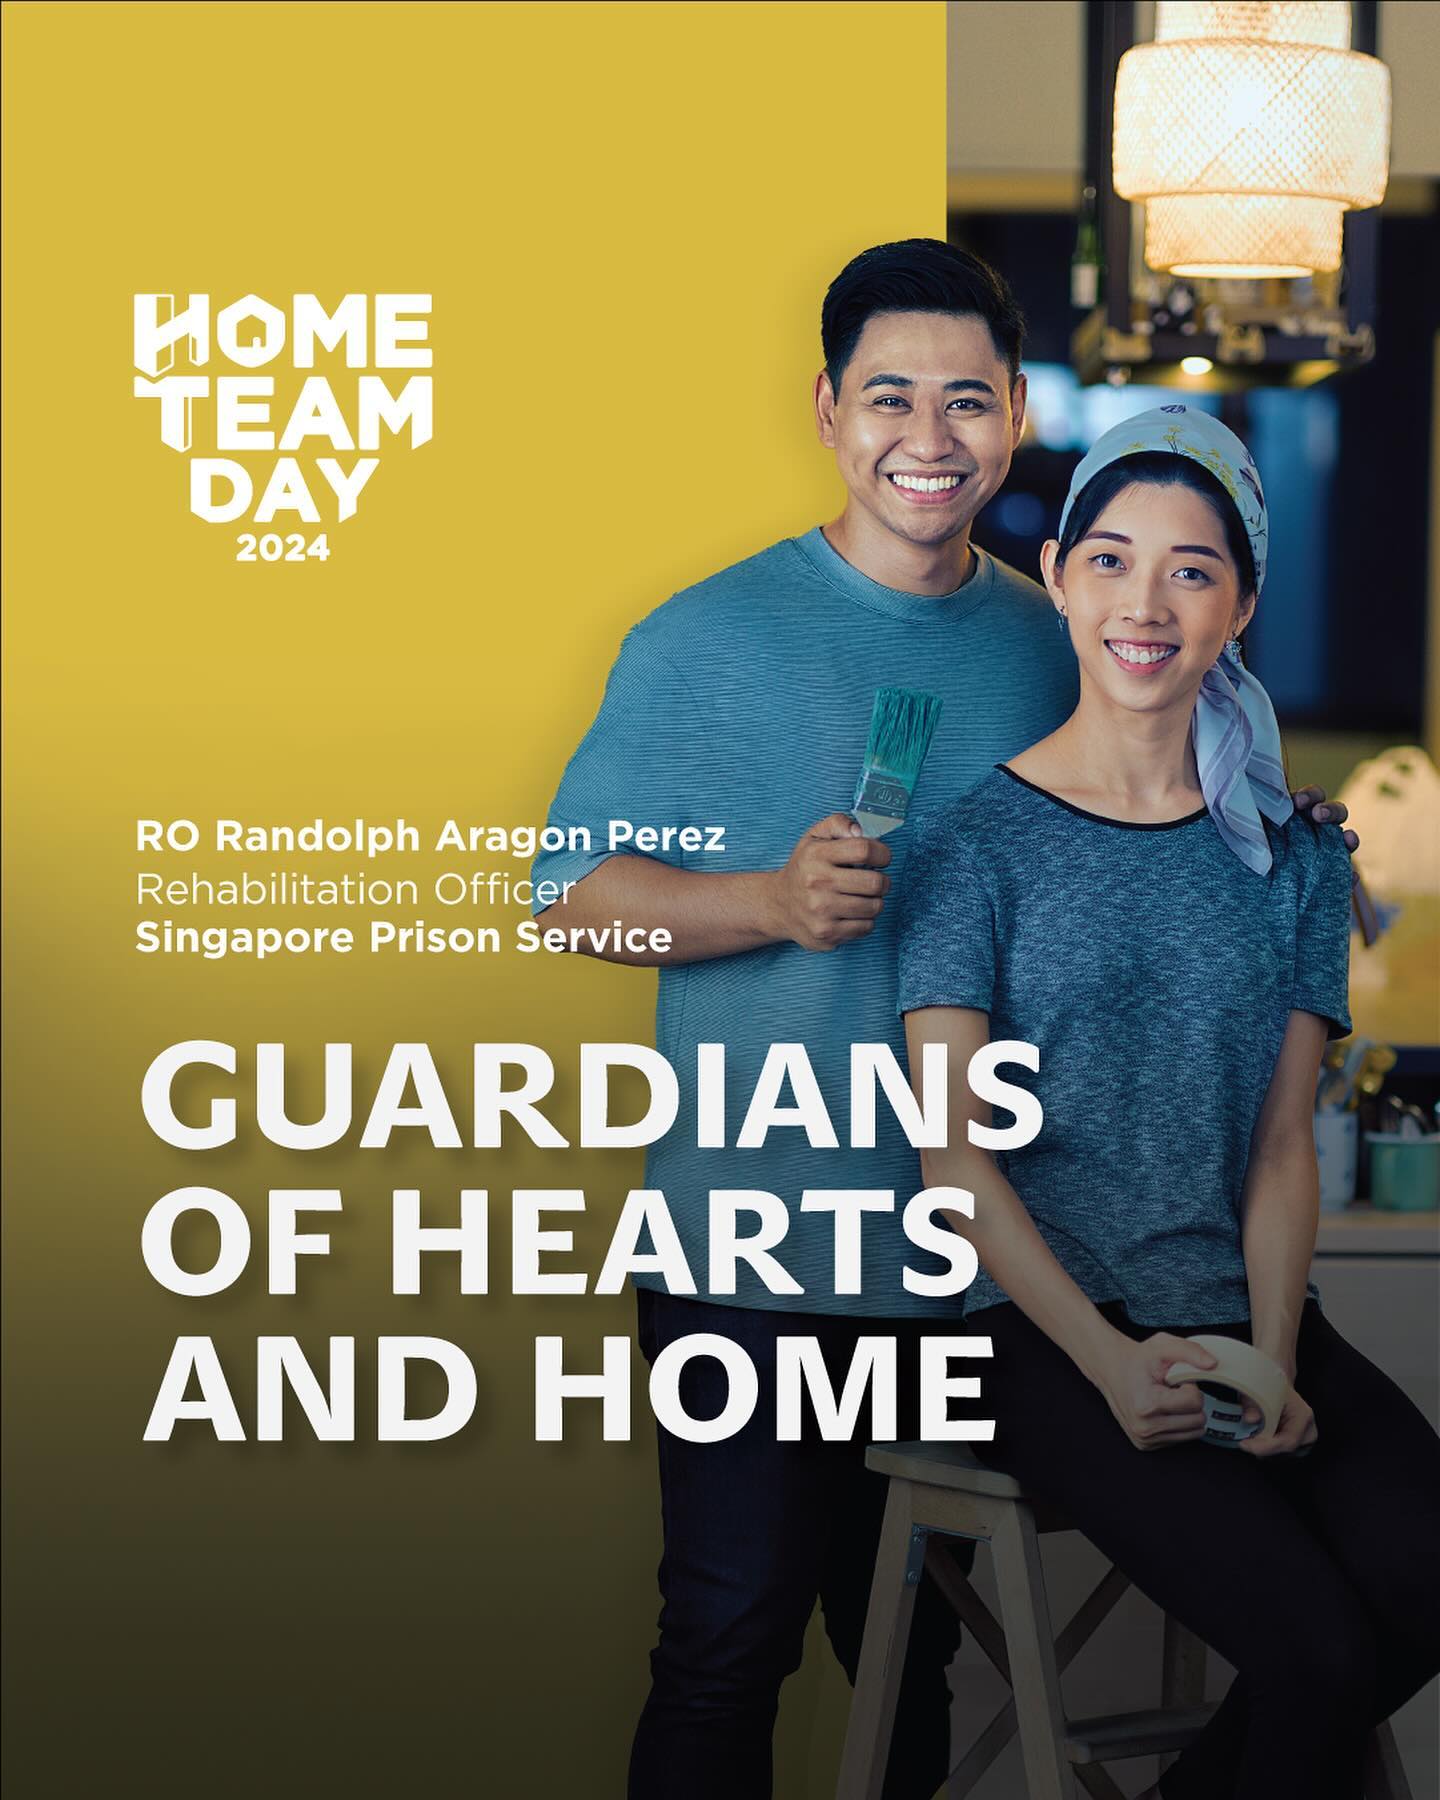 HOME
TEAM
DAY
2024
RO Randolph Aragon Perez
Rehabilitation Officer
Singapore Prison Service
GUARDIANS
OF HEARTS
AND HOME